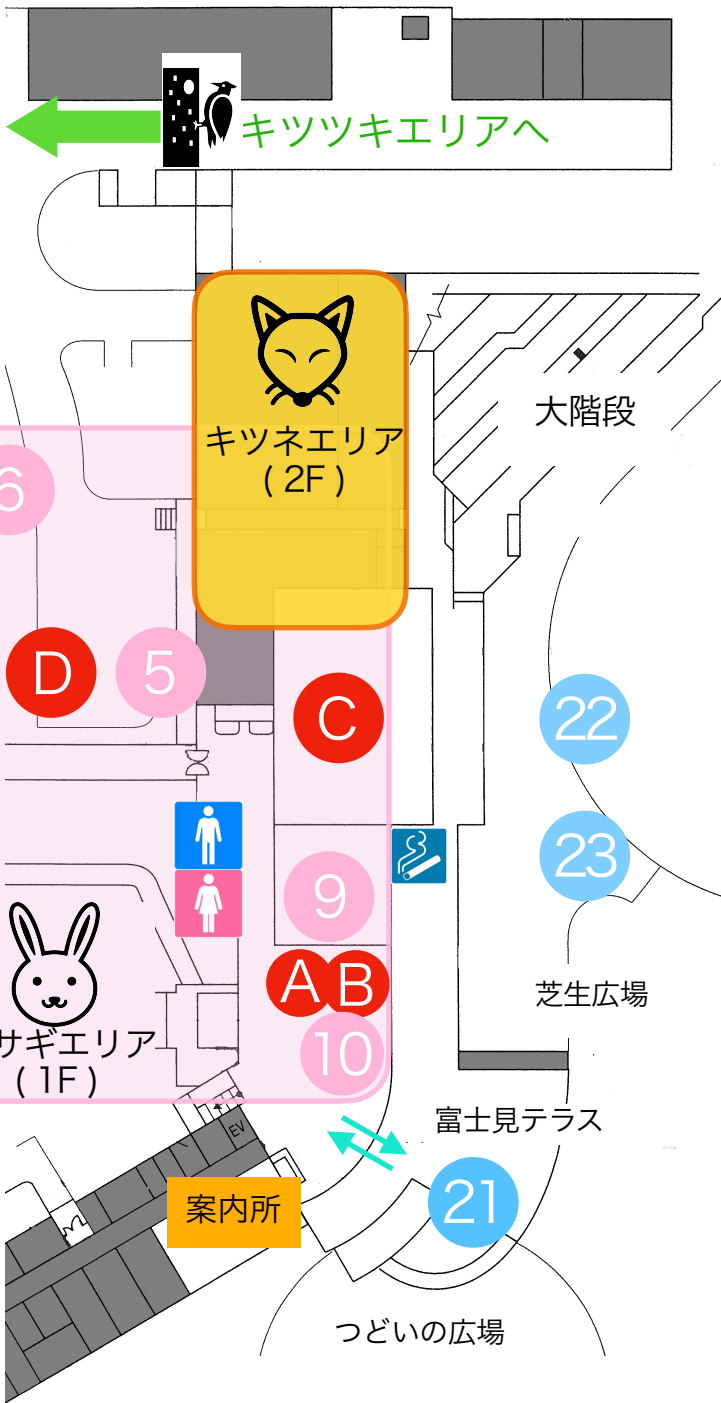 キツツキエリアへ
キツネエリア
( 2F )
大階段
6
D
5
C
22
23
9
A
B
10
芝生広場
サギエリア
( 1F )
富士見テラス
EV
案内所
21
つどいの広場